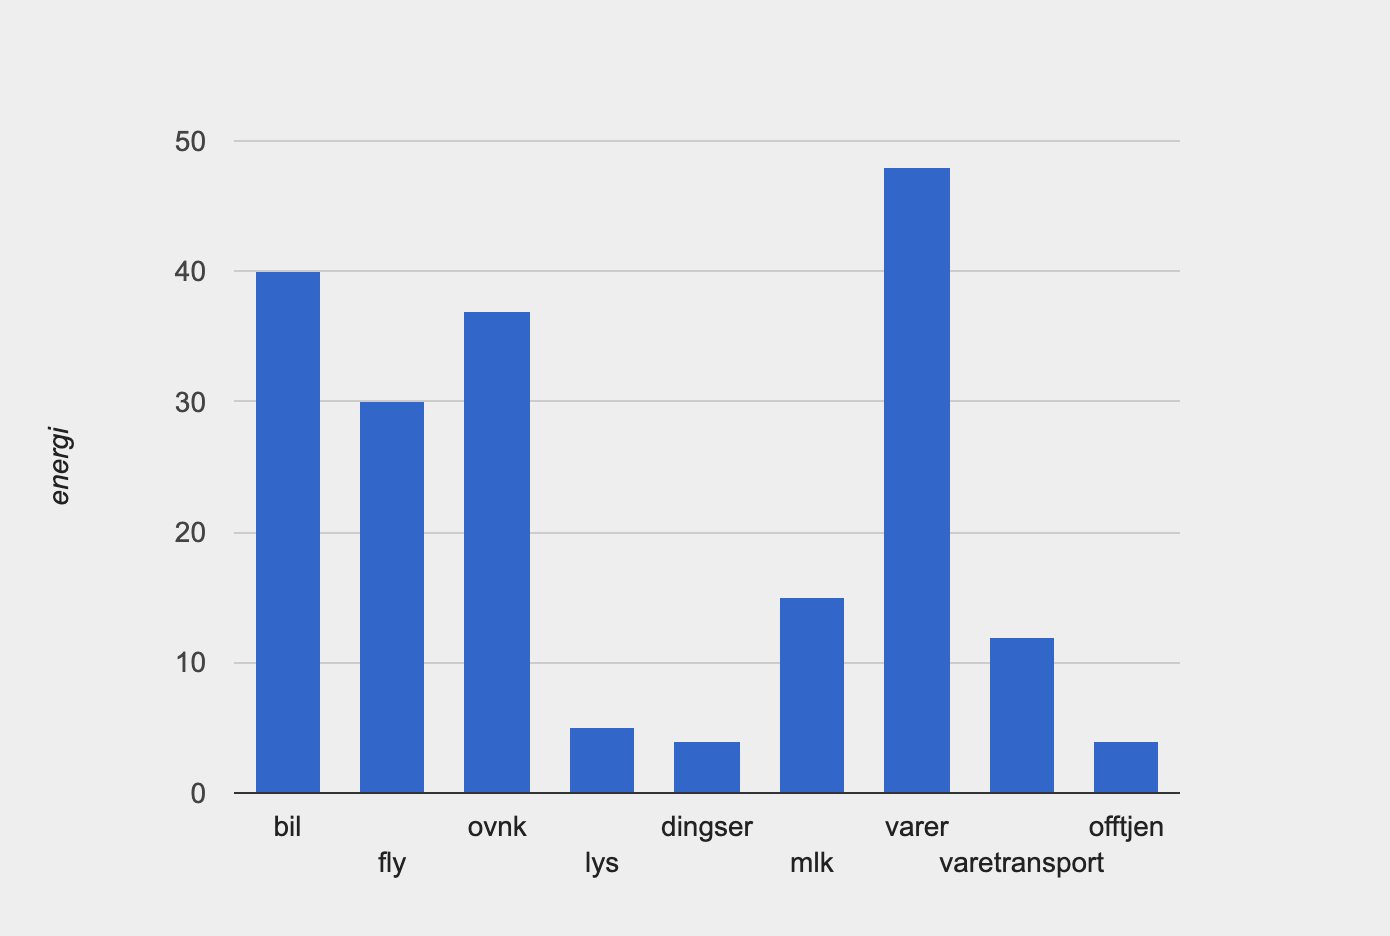 50
40
30
20
10
0
energi
bil
fly
ovnk
lys
dingser
mlk
varer
varetransport
offtjen